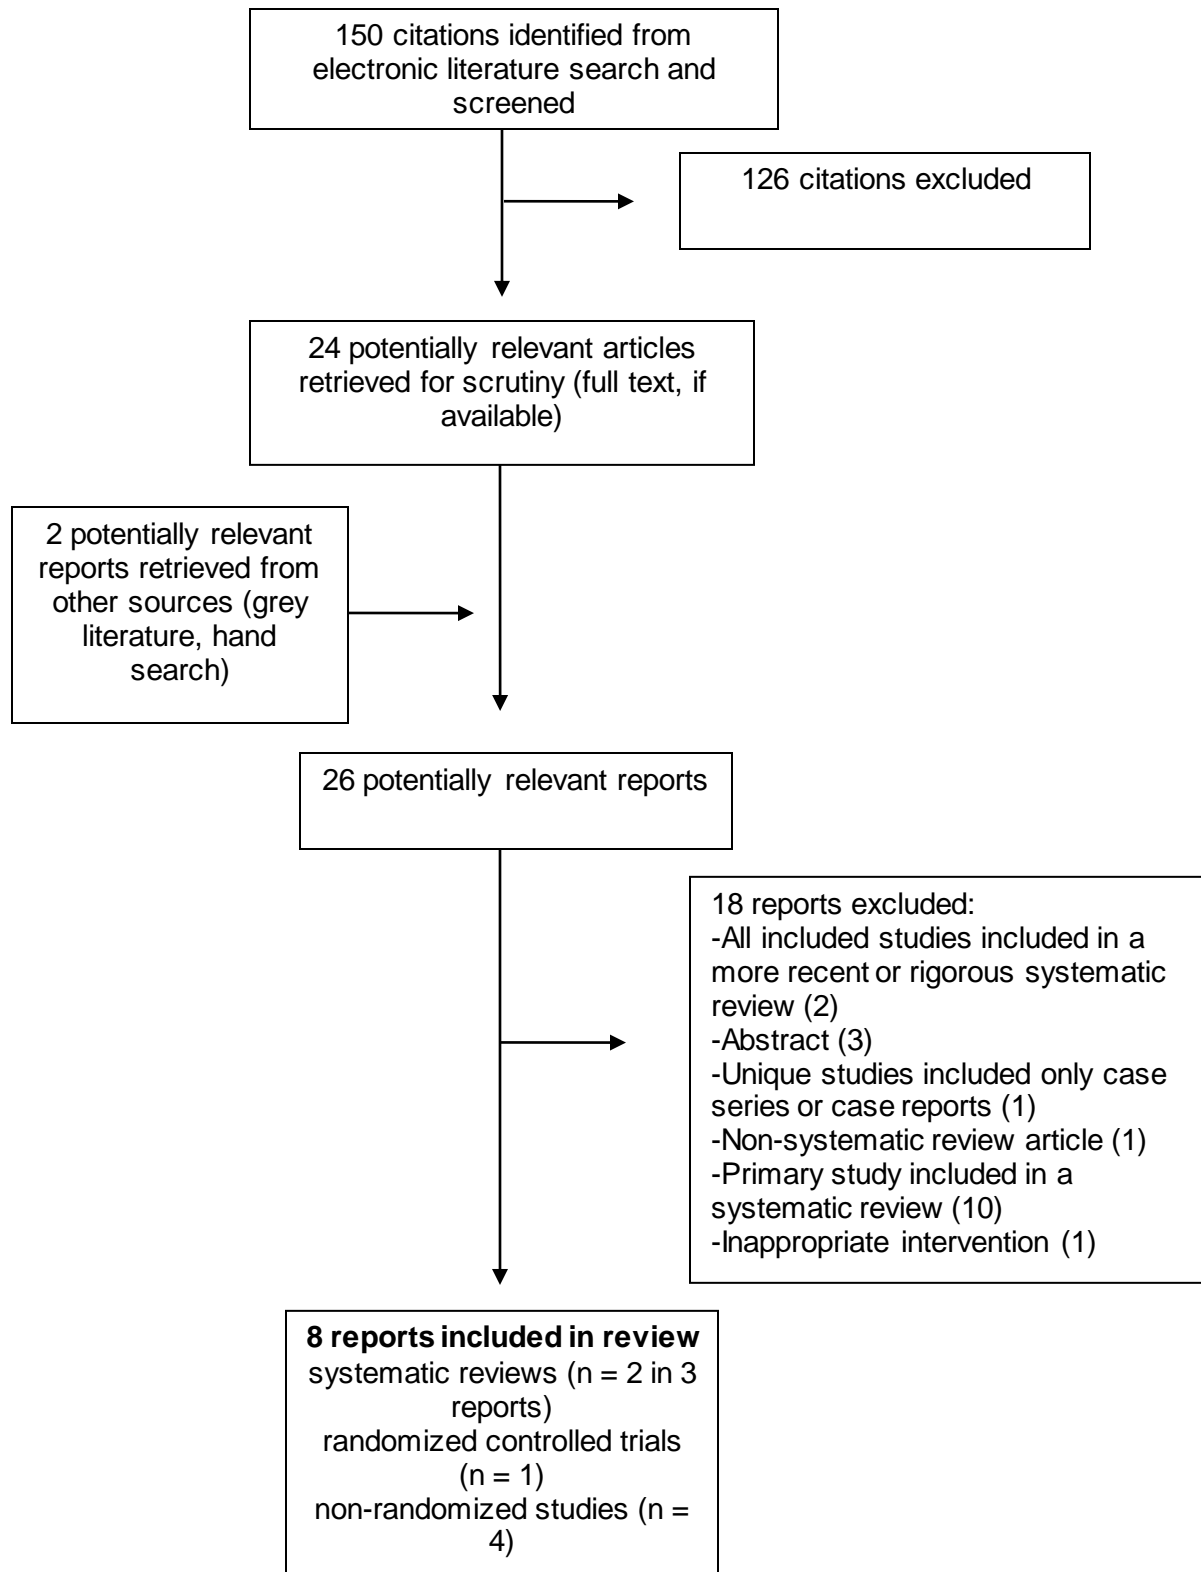 150 citations identified from
electronic literature search and
screened
126 citations excluded
24 potentially relevant articles
retrieved for scrutiny (full text, if
available)
2 potentially relevant
reports retrieved from
other sources (grey
literature, hand
search)
26 potentially relevant reports
18 reports excluded:
-All included studies included in a
more recent or rigorous systematic
review (2)
-Abstract (3)
-Unique studies included only case
series or case reports (1)
-Non-systematic review article (1)
-Primary study included in a
systematic review (10)
-Inappropriate intervention (1)
8 reports included in review
systematic reviews (n = 2 in 3
reports)
randomized controlled trials
(n = 1)
non-randomized studies (n =
4)